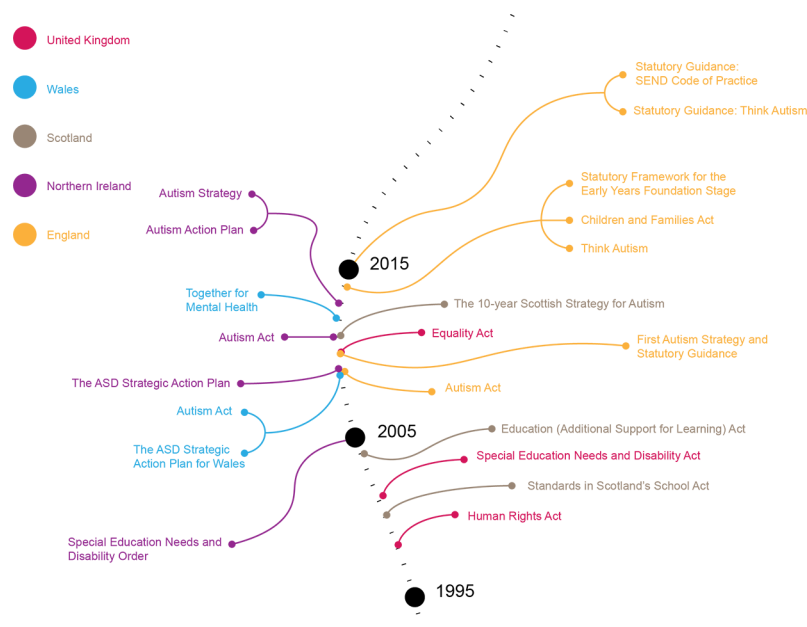 United Kingdom
Wales
Scotland
Northern Ireland
England
Statutory Guidance:
SEND Code of Practice
Statutory Guidance: Think Autism
Statutory Framework for the
Early Years Foundation Stage
Children and Families Act
Think Autism
Autism Strategy
Autism Action Plan
2015
Together for
Mental Health
The 10-year Scottish Strategy for Autism
Autism Act
Equality Act
First Autism Strategy and
Statutory Guidance
The ASD Strategic Action Plan
Autism Act
Autism Act
The ASD Strategic
Action Plan for Wales
2005
Education (Additional Support for Learning) Act
Special Education Needs and Disability Act
Standards in Scotland's School Act
Human Rights Act
Special Education Needs and
Disability Order
1995